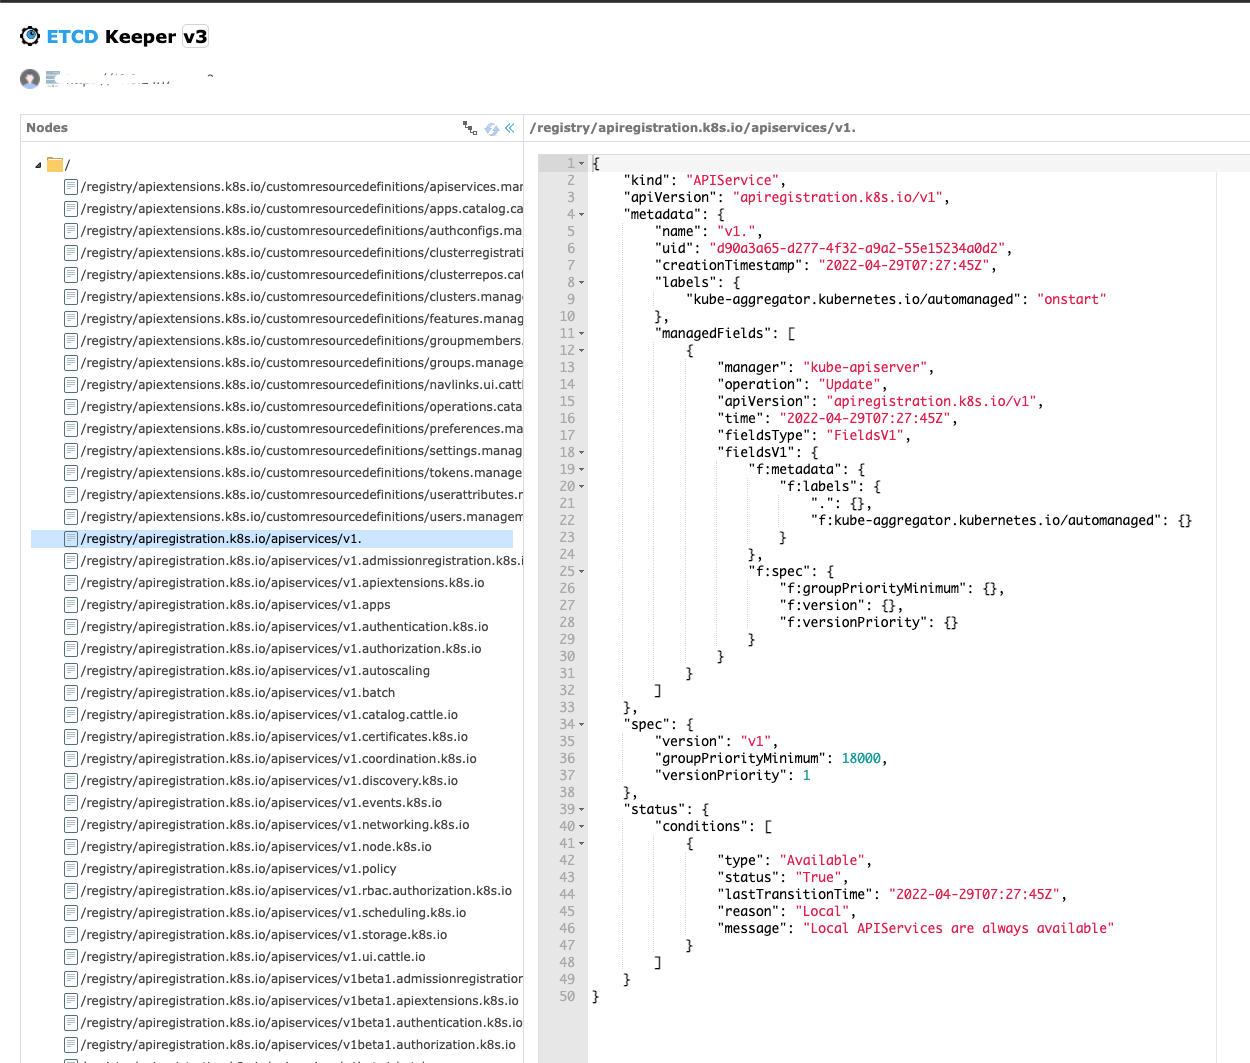 ETCD Keeper v3
Nodes
/
/registry/apiextensions.k8s.io/customresourcedefinitions/apiservices.mar
/registry/apiextensions.k8s.io/customresourcedefinitions/apps.catalog.ca
/registry/apiextensions.k8s.io/customresourcedefinitions/authconfigs.ma
/registry/apiextensions.k8s.io/customresourcedefinitions/clusterregistrati
/registry/apiextensions.k8s.io/customresourcedefinitions/clusterrepos.cat
/registry/apiextensions.k8s.io/customresourcedefinitions/clusters.manage
/registry/apiextensions.k8s.io/customresourcedefinitions/features.manag
/registry/apiextensions.k8s.io/customresourcedefinitions/groupmembers.
/registry/apiextensions.k8s.io/customresourcedefinitions/groups.manage
/registry/apiextensions.k8s.io/customresourcedefinitions/navlinks.ui.catt
/registry/apiextensions.k8s.io/customresourcedefinitions/operations.cata
/registry/apiextensions.k8s.io/customresourcedefinitions/preferences.ma
/registry/apiextensions.k8s.io/customresourcedefinitions/settings.manag
/registry/apiextensions.k8s.io/customresourcedefinitions/tokens.manage
/registry/apiextensions.k8s.io/customresourcedefinitions/userattributes.r
/registry/apiextensions.k8s.io/customresourcedefinitions/users.managem
/registry/apiregistration.k8s.io/apiservices/v1.
/registry/apiregistration.k8s.io/apiservices/v1.admissionregistration.k8s.i
/registry/apiregistration.k8s.io/apiservices/v1.apiextensions.k8s.io
/registry/apiregistration.k8s.io/apiservices/v1.apps
/registry/apiregistration.k8s.io/apiservices/v1.authentication.k8s.io
/registry/apiregistration.k8s.io/apiservices/v1.authorization.k8s.io
/registry/apiregistration.k8s.io/apiservices/v1.autoscaling
/registry/apiregistration.k8s.io/apiservices/v1.batch
/registry/apiregistration.k8s.io/apiservices/v1.catalog.cattle.io
/registry/apiregistration.k8s.io/apiservices/v1.certificates.k8s.io
/registry/apiregistration.k8s.io/apiservices/v1.coordination.k8s.io
/registry/apiregistration.k8s.io/apiservices/v1.discovery.k8s.io
/registry/apiregistration.k8s.io/apiservices/v1.events.k8s.io
/registry/apiregistration.k8s.io/apiservices/v1.networking.k8s.io
/registry/apiregistration.k8s.io/apiservices/v1.node.k8s.io
/registry/apiregistration.k8s.io/apiservices/v1.policy
/registry/apiregistration.k8s.io/apiservices/v1.rbac.authorization.k8s.io
/registry/apiregistration.k8s.io/apiservices/v1.scheduling.k8s.io
/registry/apiregistration.k8s.io/apiservices/v1.storage.k8s.io
/registry/apiregistration.k8s.io/apiservices/v1.ui.cattle.io
/registry/apiregistration.k8s.io/apiservices/v1beta1.admissionregistration
/registry/apiregistration.k8s.io/apiservices/v1beta1.apiextensions.k8s.io
/registry/apiregistration.k8s.io/apiservices/v1beta1.authentication.k8s.io
/registry/apiregistration.k8s.io/apiservices/v1beta1.authorization.k8s.io
/registry/apiregistration.k8s.io/apiservices/v1.
1 {
2 "kind": "APIService",
3 "apiVersion": "apiregistration.k8s.io/v1",
4 "metadata": {
5 "name": "v1.",
6 "uid": "d90a3a65-d277-4f32-a9a2-55e15234a0d2",
7 "creationTimestamp": "2022-04-29T07:27:45Z",
8 "labels": {
9 "kube-aggregator.kubernetes.io/automanaged": "onstart"
10 },
11 "managedFields": [
12 {
13 "manager": "kube-apiserver",
14 "operation": "Update",
15 "apiVersion": "apiregistration.k8s.io/v1",
16 "time": "2022-04-29T07:27:45Z",
17 "fieldsType": "FieldsV1",
18 "fieldsV1": {
19 "f:metadata": {
20 "f:labels": {
21 ".": {},
22 "f:kube-aggregator.kubernetes.io/automanaged": {}
23 }
24 },
25 "f:spec": {
26 "f:groupPriorityMinimum": {},
27 "f:version": {},
28 "f:versionPriority": {}
29 }
30 }
31 }
32 ]
33 },
34 "spec": {
35 "version": "v1",
36 "groupPriorityMinimum": 18000,
37 "versionPriority": 1
38 },
39 "status": {
40 "conditions": [
41 {
42 "type": "Available",
43 "status": "True",
44 "lastTransitionTime": "2022-04-29T07:27:45Z",
45 "reason": "Local",
46 "message": "Local APIServices are always available"
47 }
48 ]
49 }
50 }